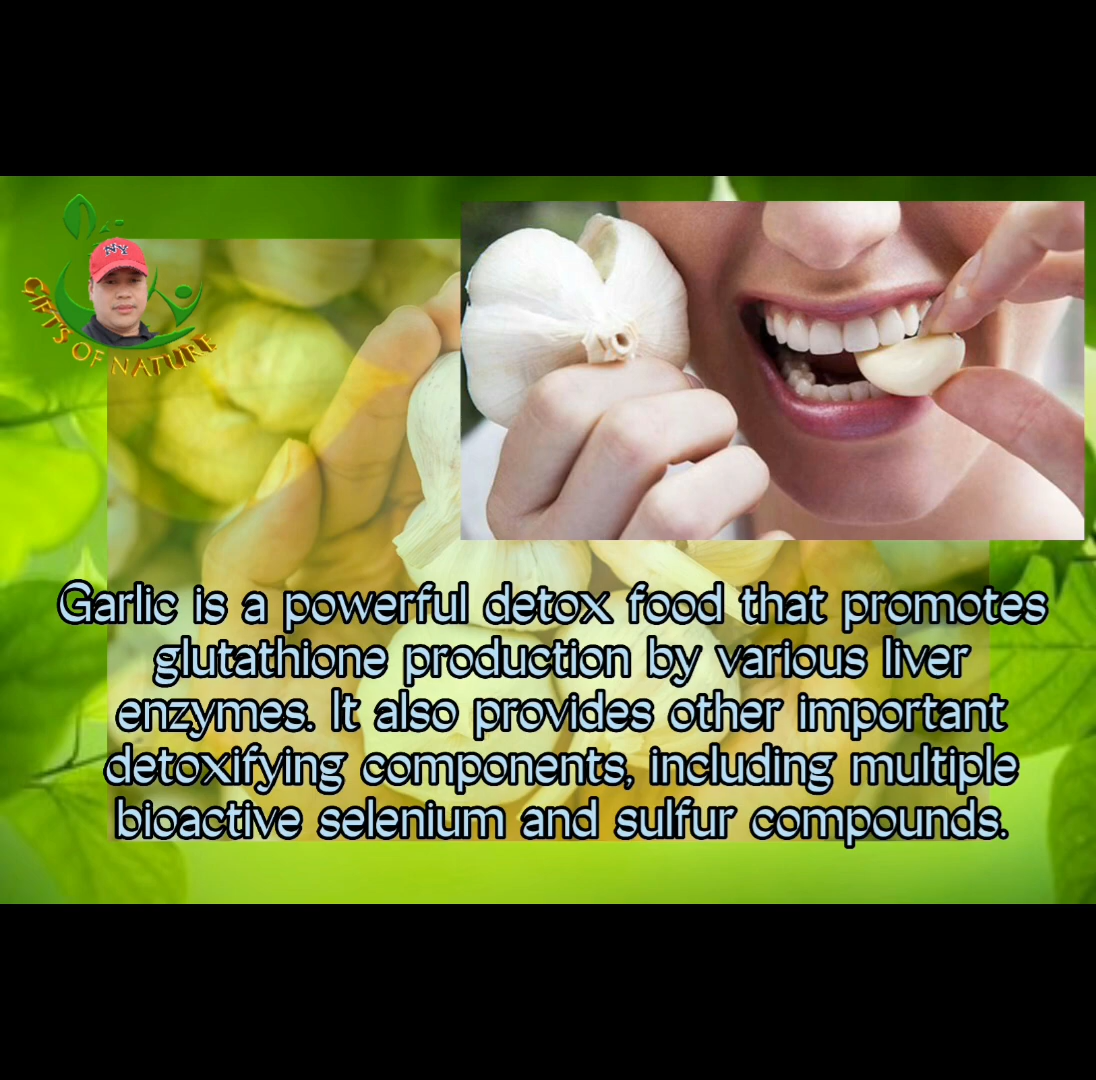 NY
GIFTS OF NATURE
Garlic is a powerful detox food that promotes
glutathione production by various liver
enzymes. It also provides other important
detoxifying components, including multiple
bioactive selenium and sulfur compounds.